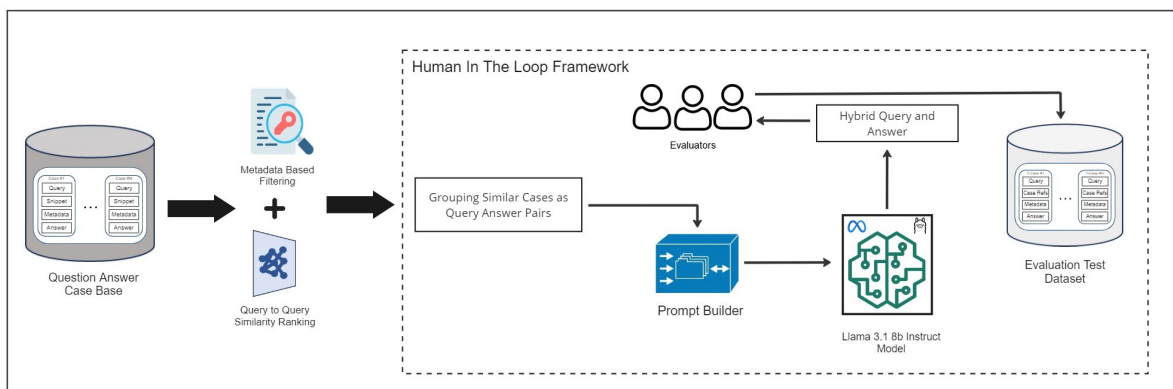 Human In The Loop Framework
Case #1
Query
Snippet
Metadata
Answer
...
Case #N
Query
Snippet
Metadata
Answer
Question Answer
Case Base
Metadata Based
Filtering
+
Query to Query
Similarity Ranking
Grouping Similar Cases as
Query Answer Pairs
Evaluators
Hybrid Query and
Answer
Prompt Builder
Llama 3.1 8b Instruct
Model
Query
Case Refs
Metadata
Answer
...
Query
Case Refs
Metadata
Answer
Evaluation Test
Dataset